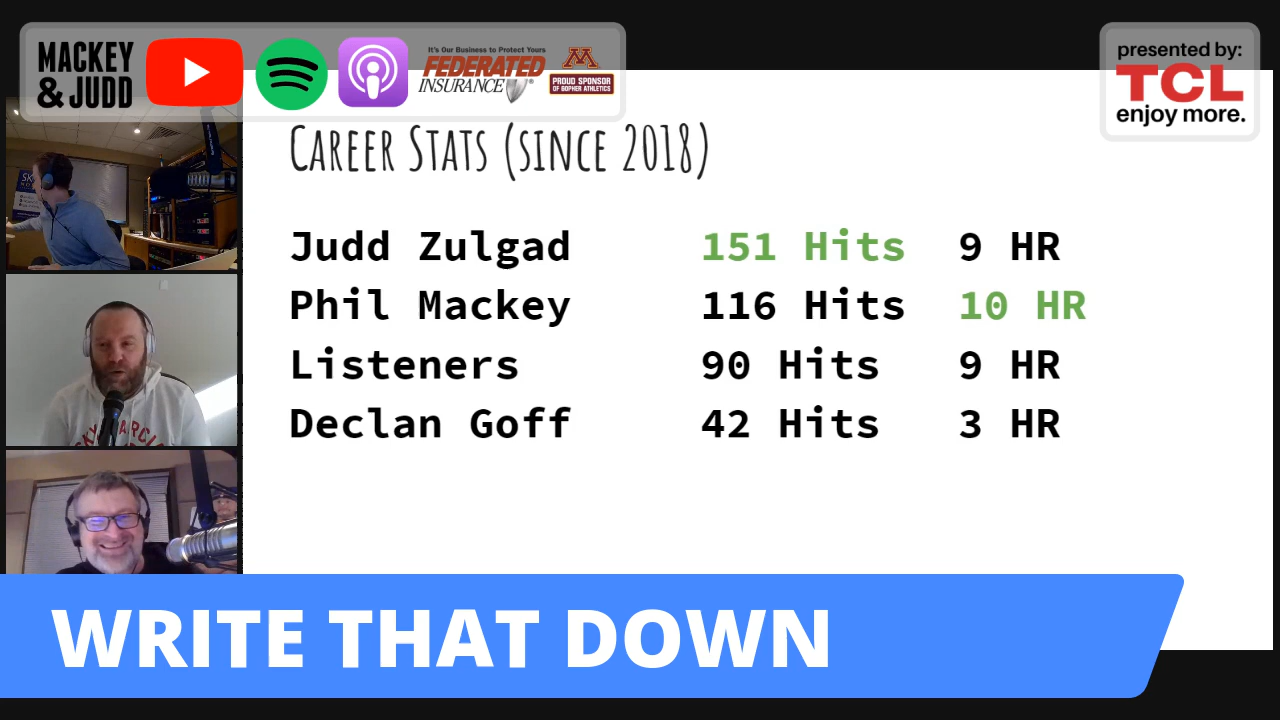 MACKEY
& JUDD
It's Our Business to Protect Yours
FEDERATED
INSURANCE
M
PROUD SPONSOR
OF GOPHER ATHLETICS
presented by:
TCL
enjoy more.
CAREER STATS (SINCE 2018)
Judd Zulgad 151 Hits 9 HR
Phil Mackey 116 Hits 10 HR
Listeners 90 Hits 9 HR
Declan Goff 42 Hits 3 HR
WRITE THAT DOWN